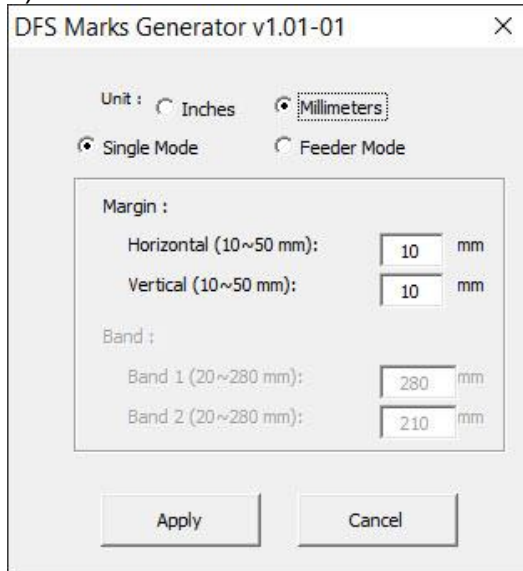 DFS Marks Generator v1.01-01
Unit : Inches Millimeters
Single Mode Feeder Mode
Margin :
Horizontal (10~50 mm): 10 mm
Vertical (10~50 mm): 10 mm
Band :
Band 1 (20~280 mm): 280 mm
Band 2 (20~280 mm): 210 mm
Apply Cancel